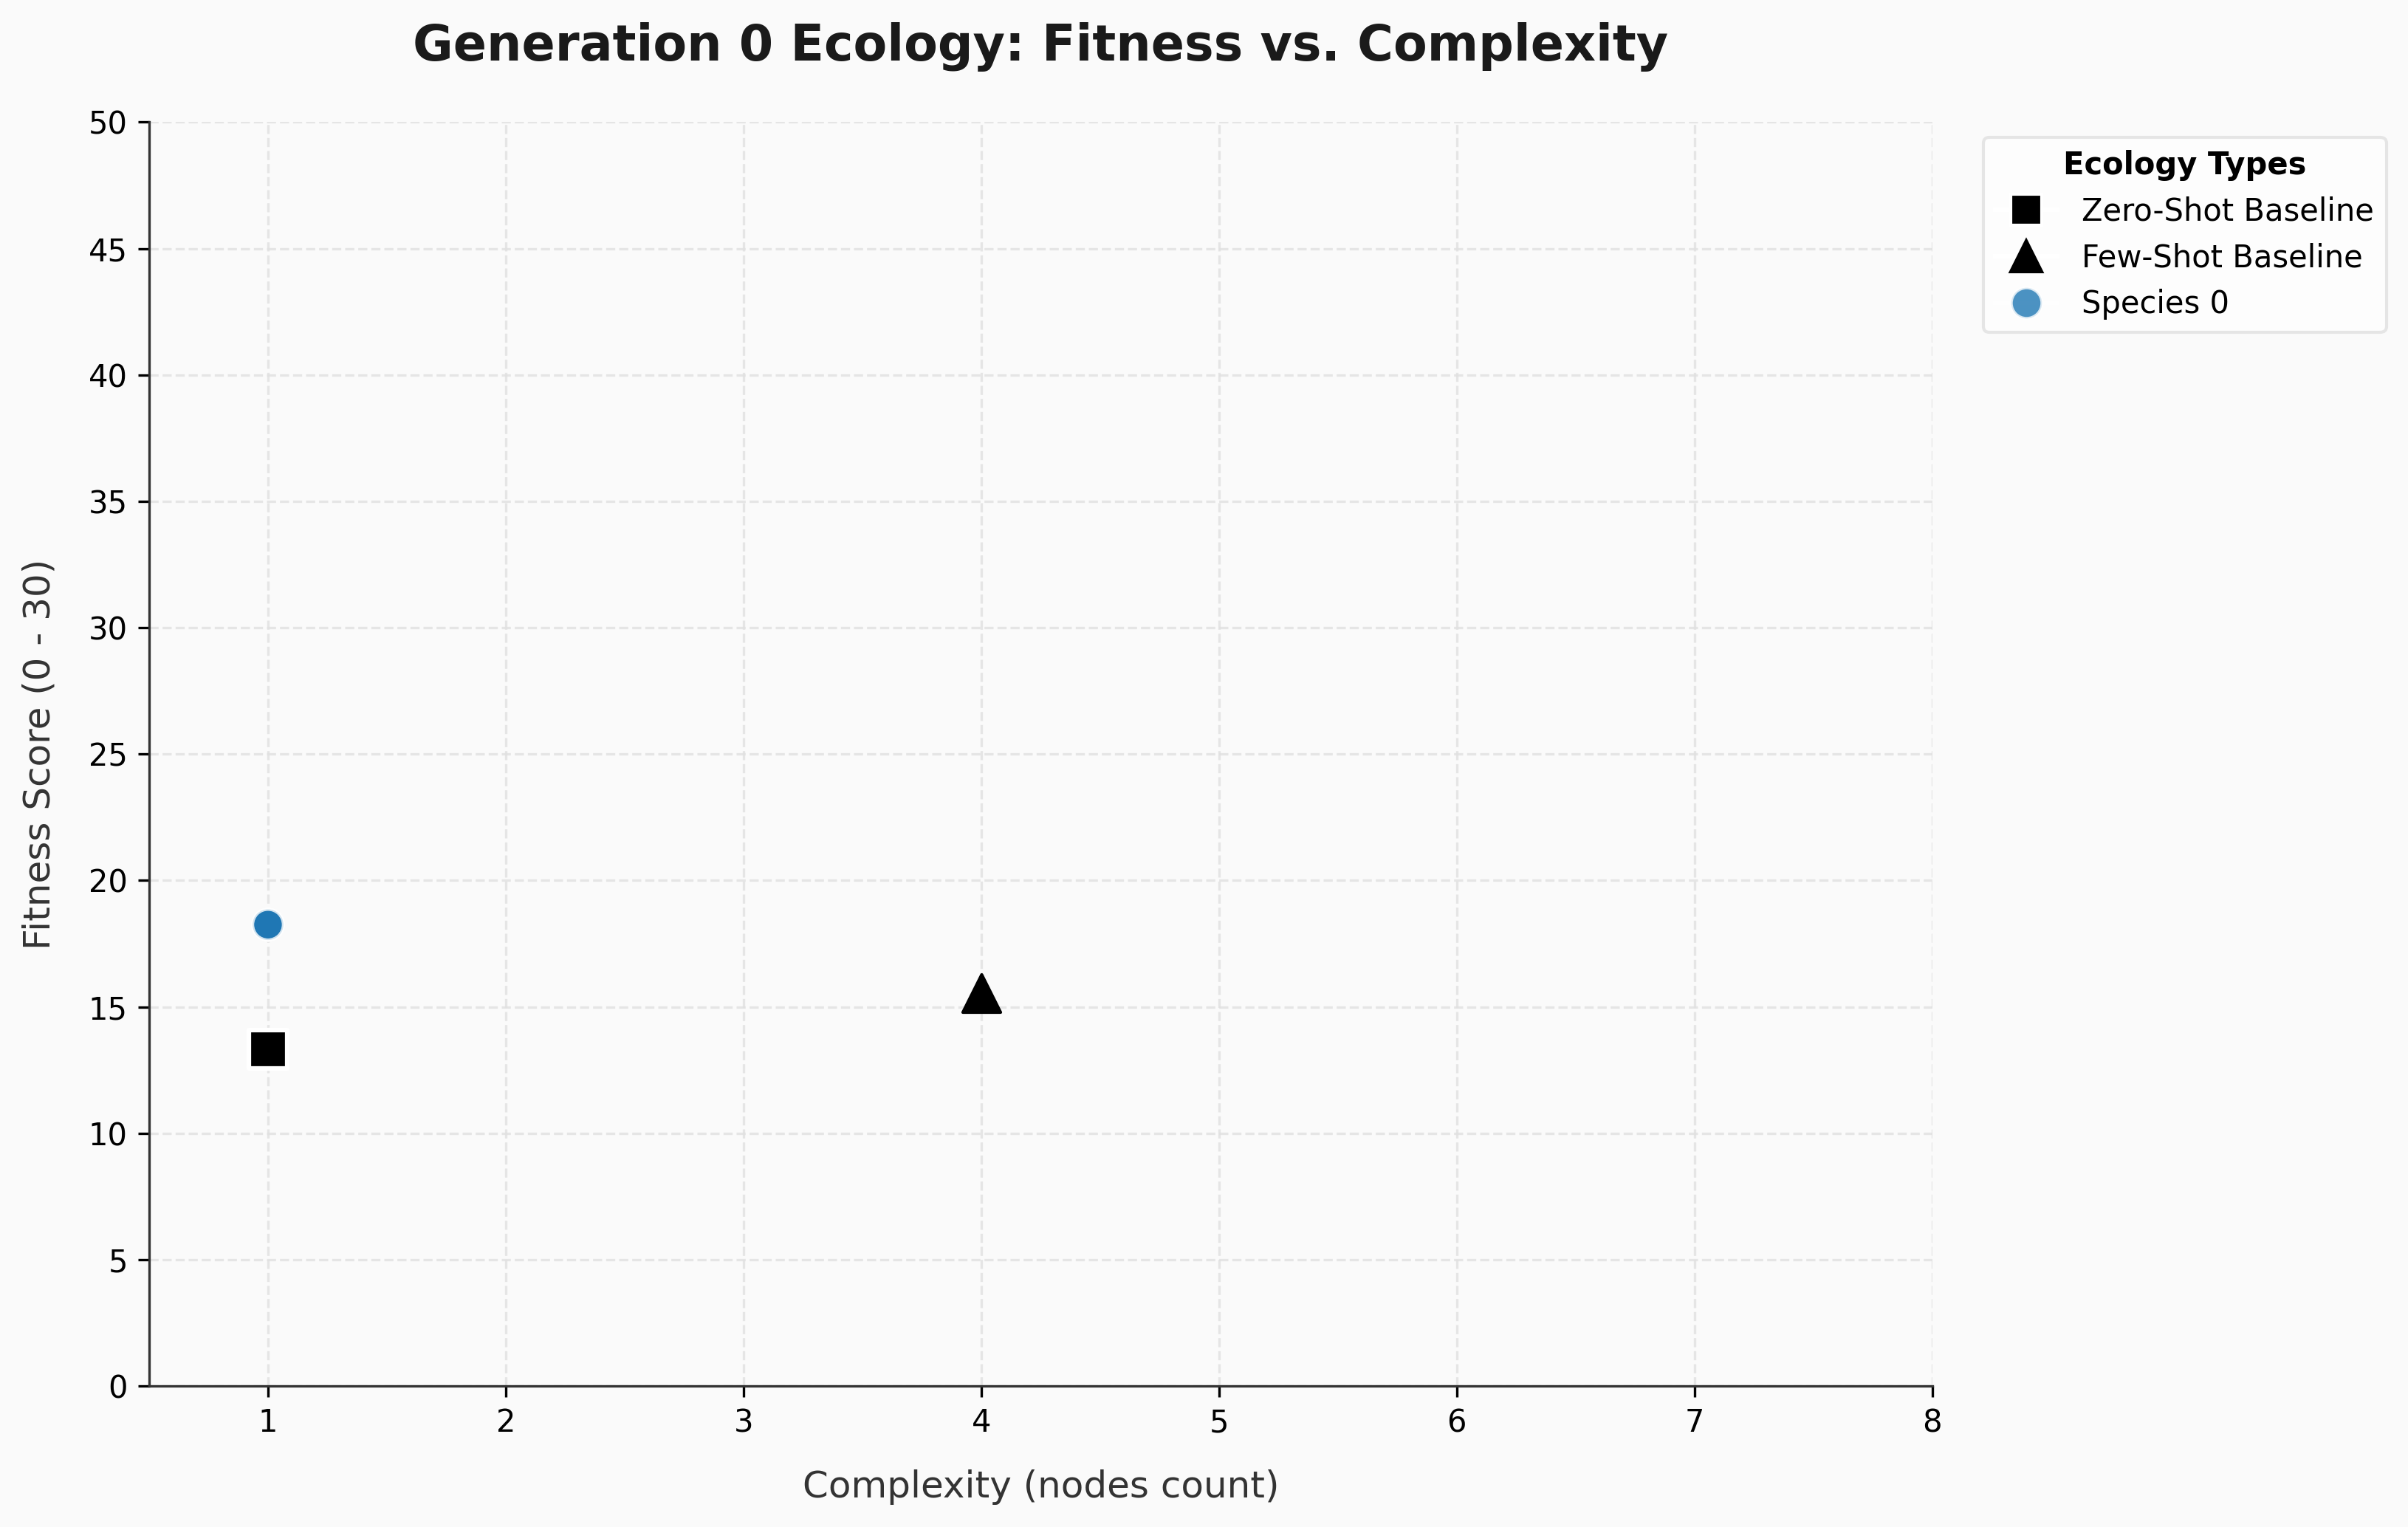 Generation 0 Ecology: Fitness vs. Complexity
50
45
40
35
30
25
20
15
10
5
0
Fitness Score (0 - 30)
1 2 3 4 5 6 7 8
Complexity (nodes count)
Ecology Types
Zero-Shot Baseline
Few-Shot Baseline
Species 0